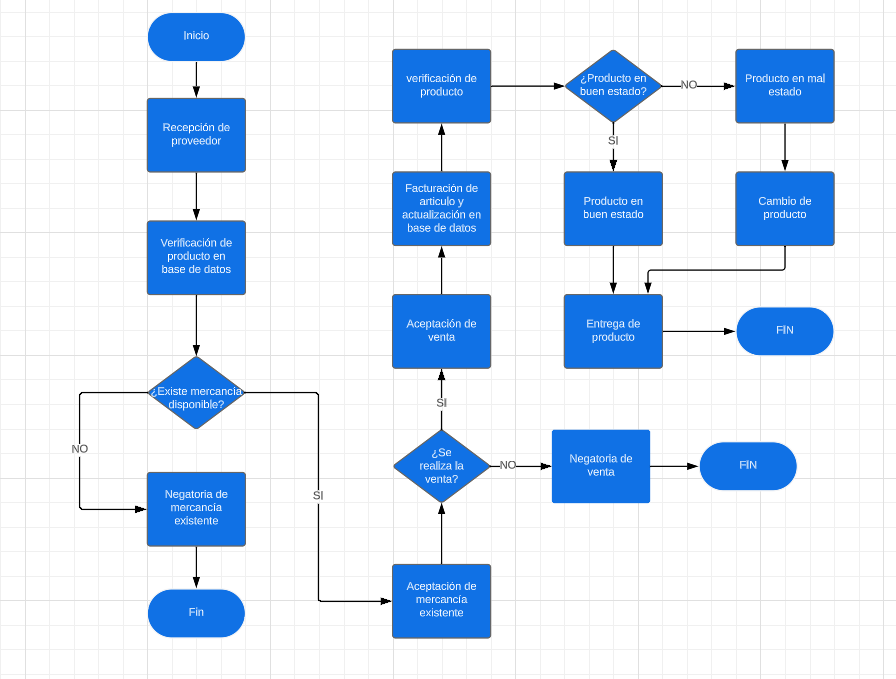 Inicio
Recepción de
proveedor
Verificación de
producto en
base de datos
¿Existe mercancía
disponible?
NO
Negatoria de
mercancía
existente
Fin
SI
Aceptación de
mercancía
existente
¿Se
realiza la
venta?
NO
Negatoria de
venta
FIN
SI
Aceptación de
venta
Facturación de
articulo y
actualización en
base de datos
verificación de
producto
¿Producto en
buen estado?
NO
Producto en mal
estado
Cambio de
producto
SI
Producto en
buen estado
Entrega de
producto
FIN